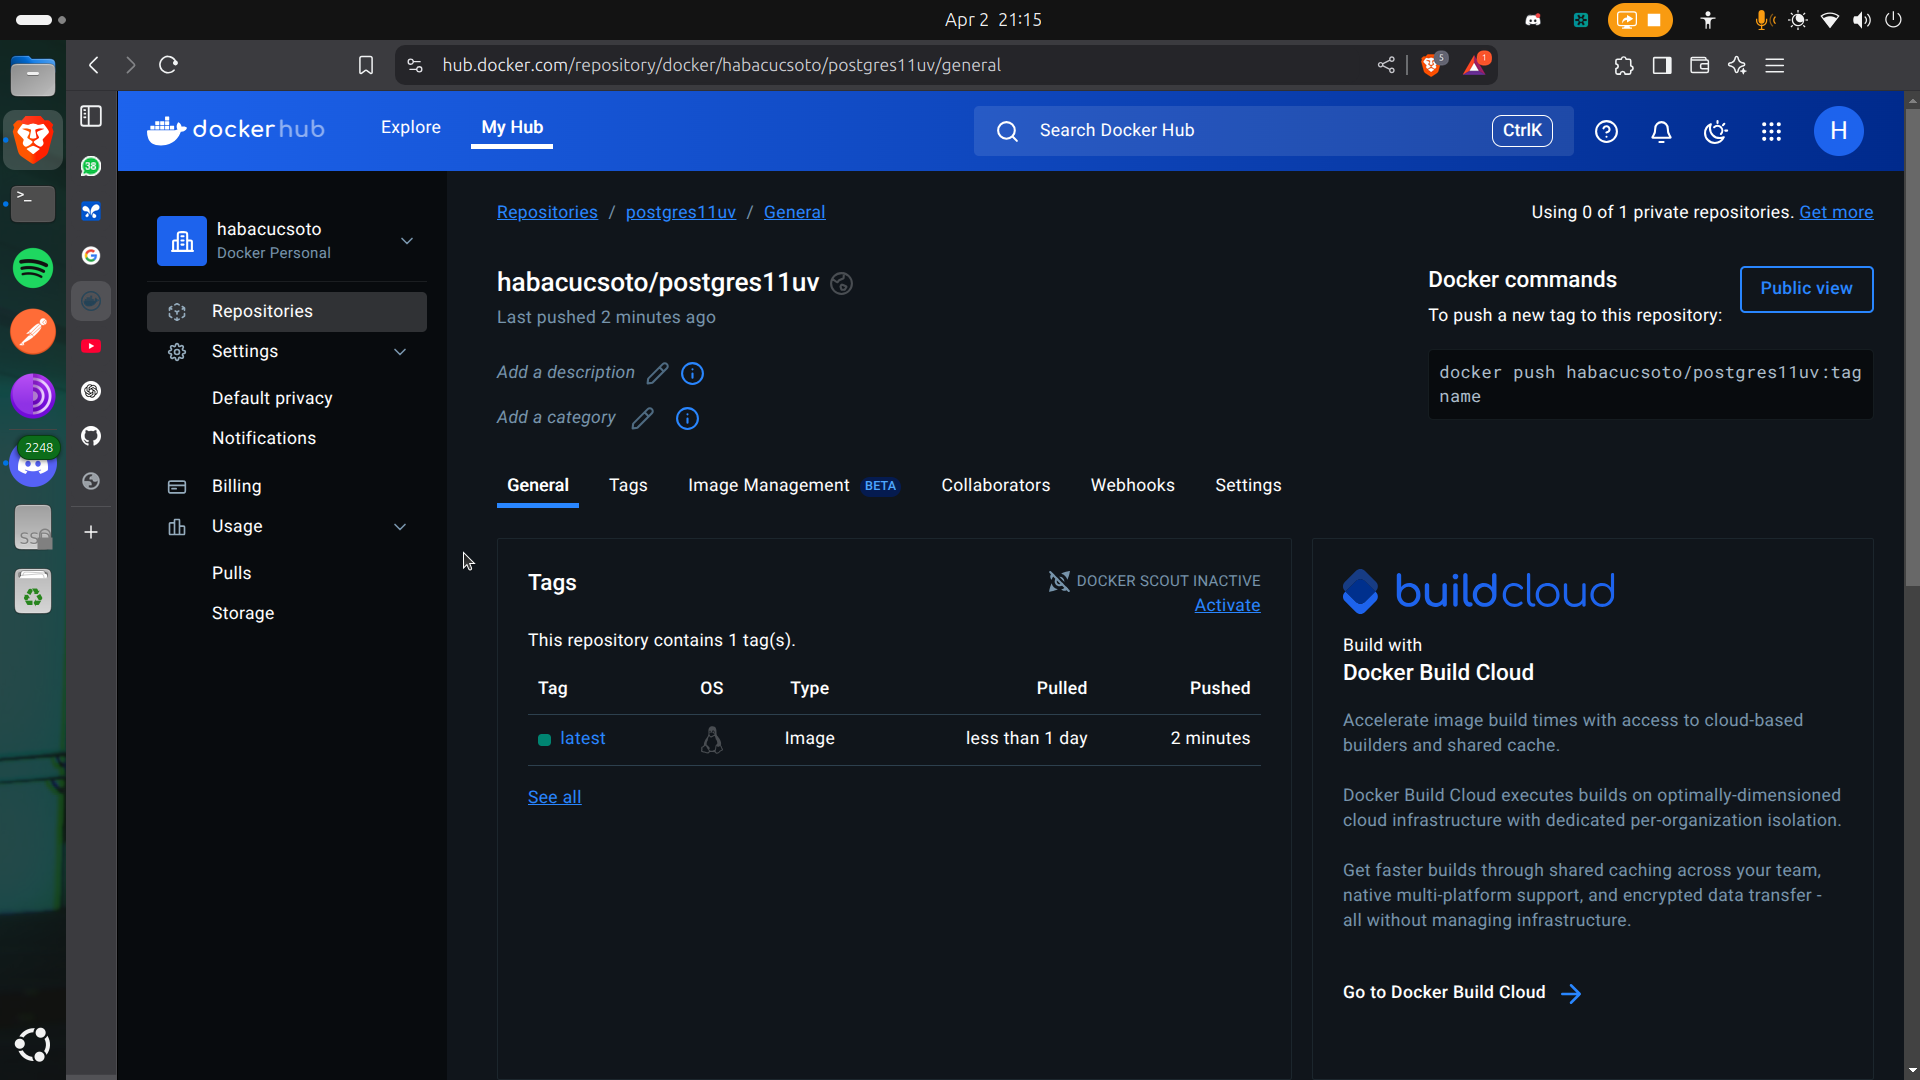 Apr 2 21:15
hub.docker.com/repository/docker/habacucsoto/postgres11uv/general
5
1
38
2248
>_
SS
dockerhub
Explore
My Hub
Search Docker Hub
CtrlK
H
habacucsoto
Docker Personal
Repositories
Settings
Default privacy
Notifications
Billing
Usage
Pulls
Storage
Repositories / postgres11uv / General
Using 0 of 1 private repositories. Get more
habacucsoto/postgres11uv
Last pushed 2 minutes ago
Add a description
Add a category
Docker commands
To push a new tag to this repository:
Public view
docker push habacucsoto/postgres11uv:tag
name
General
Tags
Image Management BETA
Collaborators
Webhooks
Settings
Tags
DOCKER SCOUT INACTIVE
Activate
This repository contains 1 tag(s).
Tag OS Type Pulled Pushed
latest Image less than 1 day 2 minutes
See all
buildcloud
Build with
Docker Build Cloud
Accelerate image build times with access to cloud-based
builders and shared cache.
Docker Build Cloud executes builds on optimally-dimensioned
cloud infrastructure with dedicated per-organization isolation.
Get faster builds through shared caching across your team,
native multi-platform support, and encrypted data transfer -
all without managing infrastructure.
Go to Docker Build Cloud